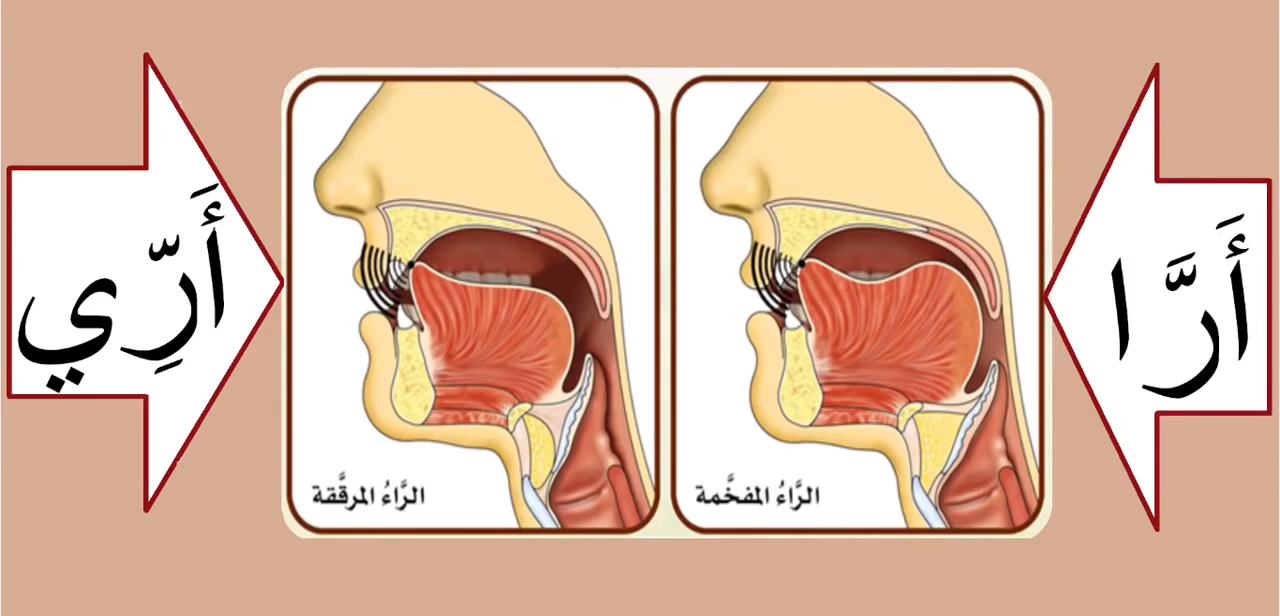 أَرَّا
الرَّاءُ المفخَّمة
الرَّاءُ المرقَّقة
أَرِّي